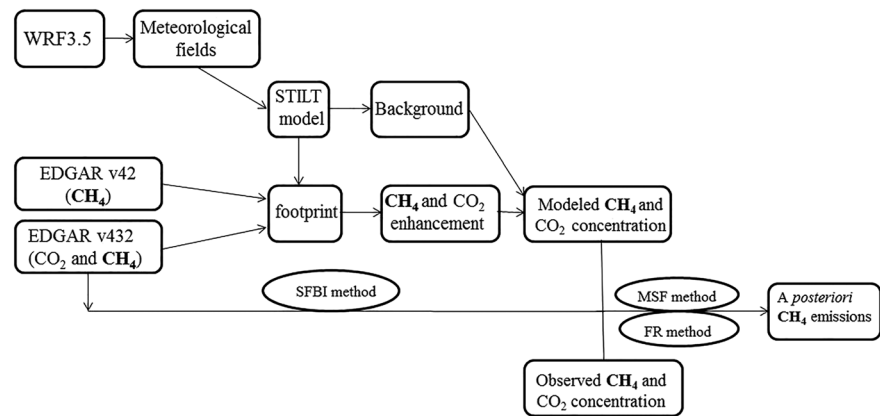 WRF3.5
Meteorological
fields
STILT
model
Background
EDGAR v42
(CH₄)
EDGAR v432
(CO₂ and CH₄)
footprint
CH₄ and CO₂
enhancement
Modeled CH₄ and
CO₂ concentration
SFBI method
MSF method
FR method
A posteriori
CH₄ emissions
Observed CH₄ and
CO₂ concentration